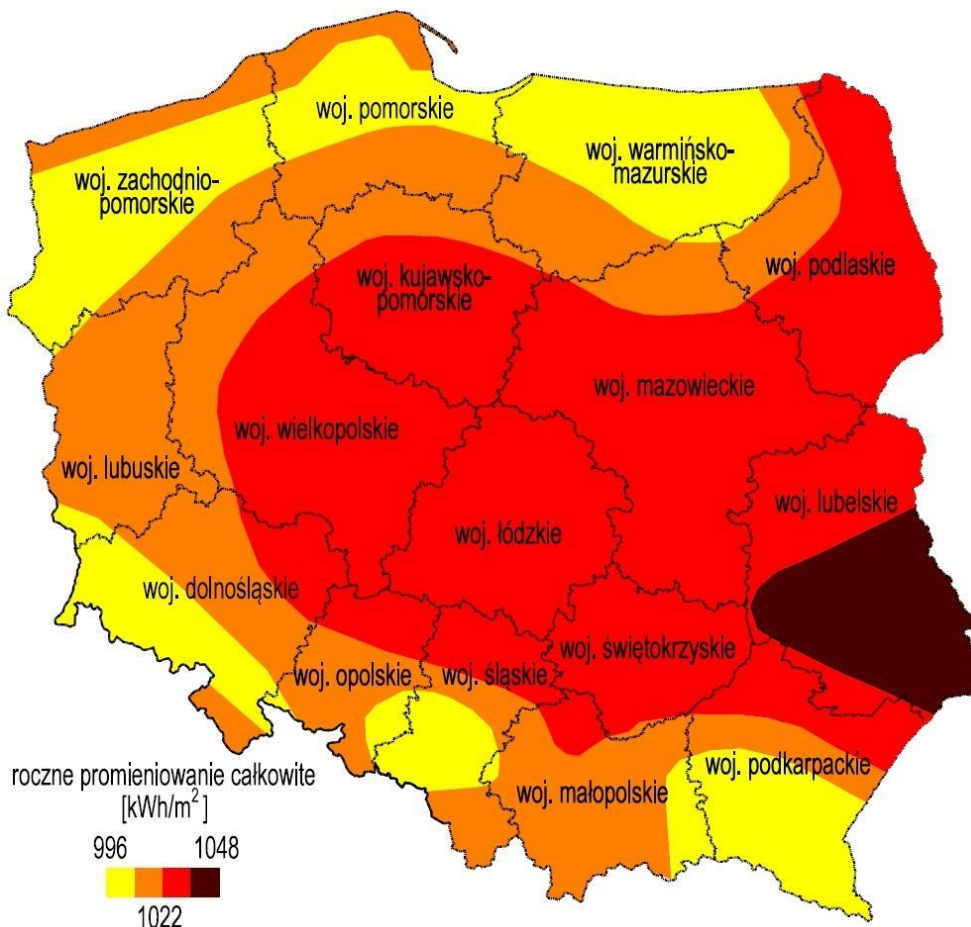 woj. pomorskie
woj. warmińsko-
mazurskie
woj. zachodnio-
pomorskie
woj. podlaskie
woj. kujawsko-
pomorskie
woj. mazowieckie
woj. wielkopolskie
woj. lubuskie
woj. lubelskie
woj. łódzkie
woj. dolnośląskie
woj. świętokrzyskie
woj. opolskie
woj. śląskie
woj. podkarpackie
woj. małopolskie
roczne promieniowanie całkowite
[kWh/m²]
996 1048
1022